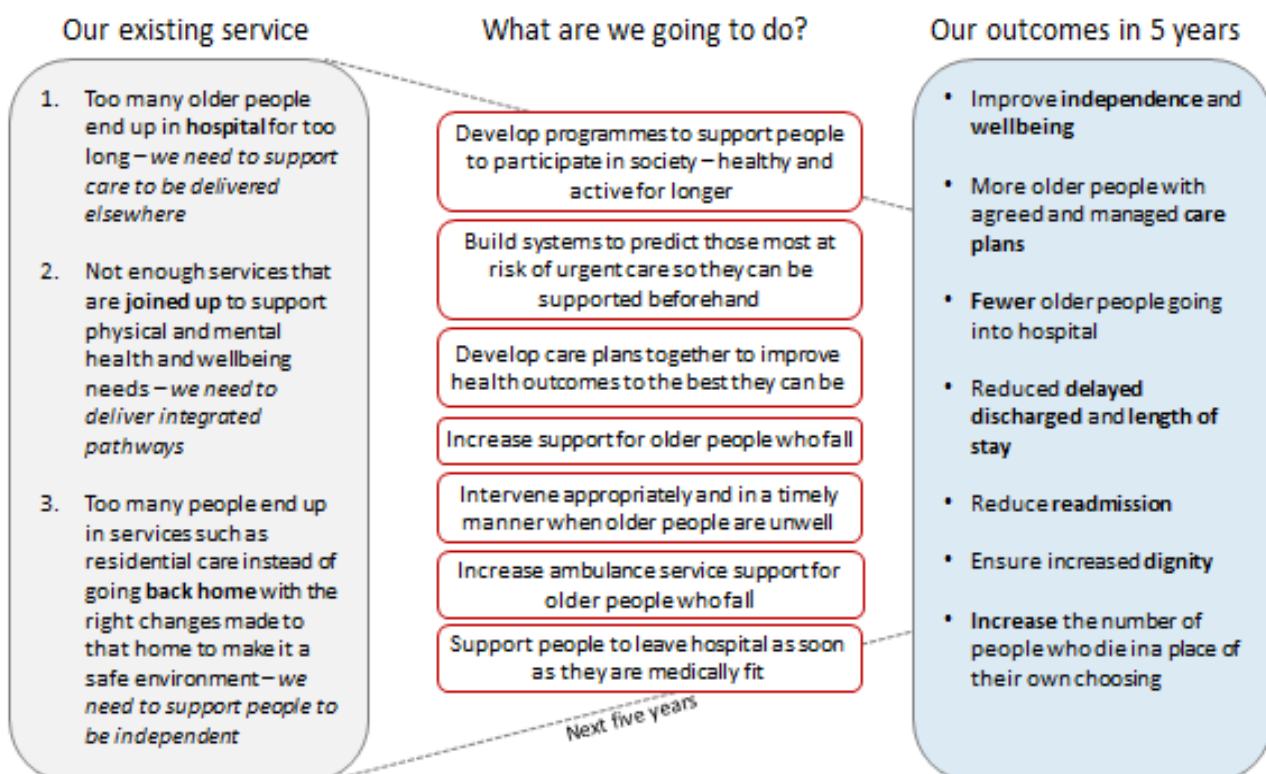 Our existing service
1. Too many older people
end up in hospital for too
long – we need to support
care to be delivered
elsewhere
2. Not enough services that
are joined up to support
physical and mental
health and wellbeing
needs – we need to
deliver integrated
pathways
3. Too many people end up
in services such as
residential care instead of
going back home with the
right changes made to
that home to make it a
safe environment – we
need to support people to
be independent
What are we going to do?
Develop programmes to support people
to participate in society – healthy and
active for longer
Build systems to predict those most at
risk of urgent care so they can be
supported beforehand
Develop care plans together to improve
health outcomes to the best they can be
Increase support for older people who fall
Intervene appropriately and in a timely
manner when older people are unwell
Increase ambulance service support for
older people who fall
Support people to leave hospital as soon
as they are medically fit
Next five years
Our outcomes in 5 years
• Improve independence and
wellbeing
• More older people with
agreed and managed care
plans
• Fewer older people going
into hospital
• Reduced delayed
discharged and length of
stay
• Reduce readmission
• Ensure increased dignity
• Increase the number of
people who die in a place of
their own choosing